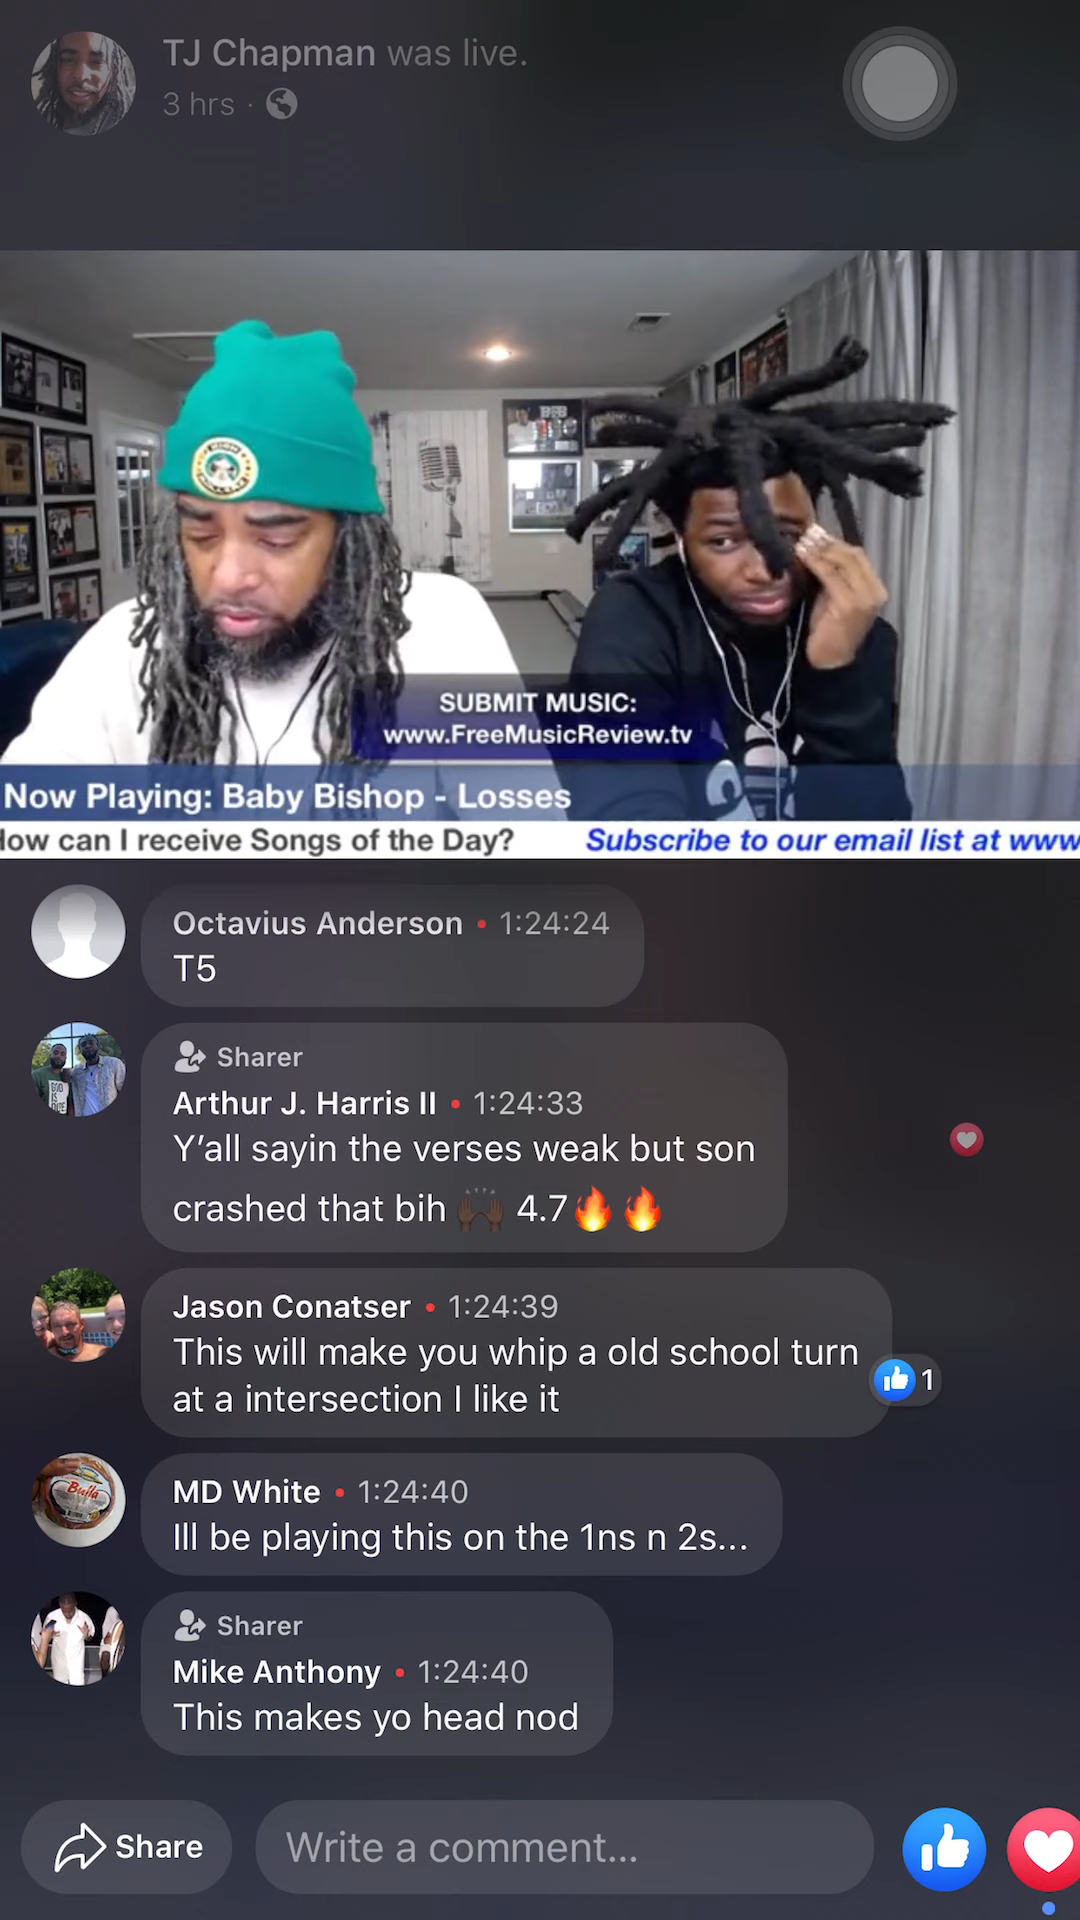 TJ Chapman was live.
3 hrs ·
SUBMIT MUSIC:
www.FreeMusicReview.tv
Now Playing: Baby Bishop - Losses
How can I receive Songs of the Day? Subscribe to our email list at www
Octavius Anderson • 1:24:24
T5
Sharer
Arthur J. Harris II • 1:24:33
Y’all sayin the verses weak but son
crashed that bih 🙌🏿 4.7🔥🔥
Jason Conatser • 1:24:39
This will make you whip a old school turn
at a intersection I like it
1
MD White • 1:24:40
Ill be playing this on the 1ns n 2s...
Sharer
Mike Anthony • 1:24:40
This makes yo head nod
Share
Write a comment...